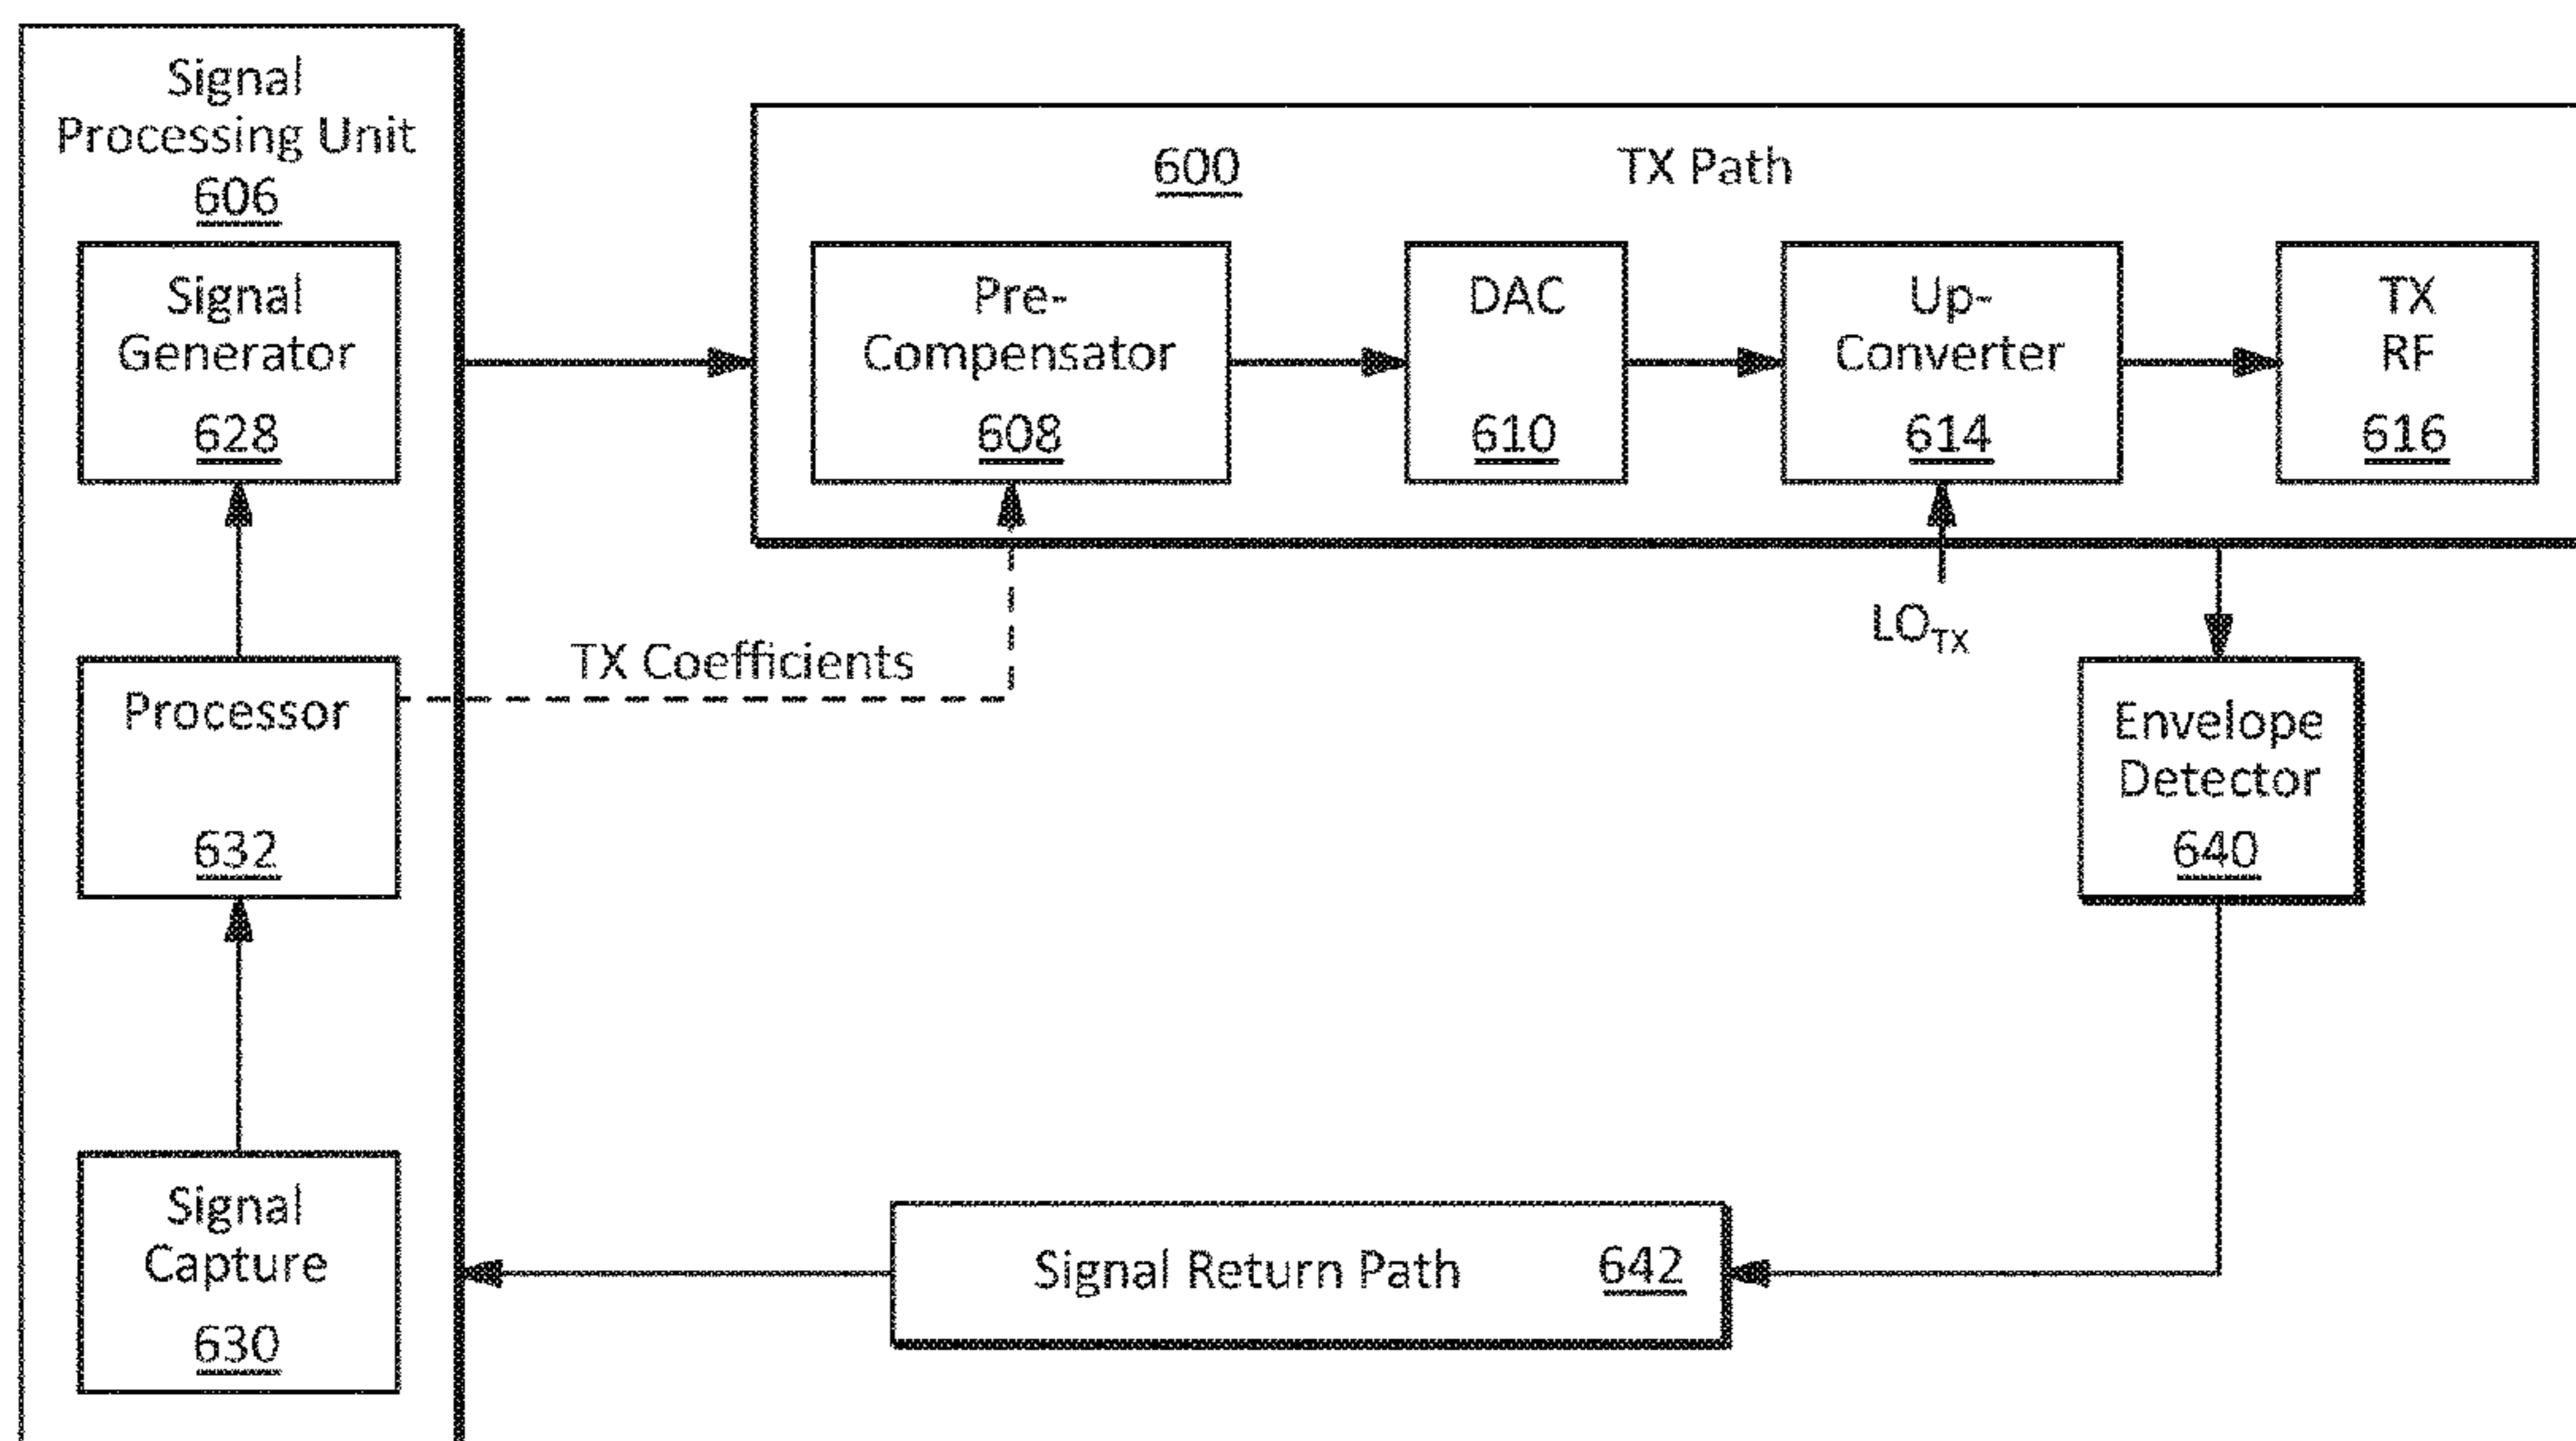 Signal
Processing Unit
606
Signal
Generator
628
Processor
632
Signal
Capture
630
600
TX Path
Pre-
Compensator
608
DAC
610
Up-
Converter
614
TX
RF
616
TX Coefficients
LOTX
Envelope
Detector
640
Signal Return Path 642